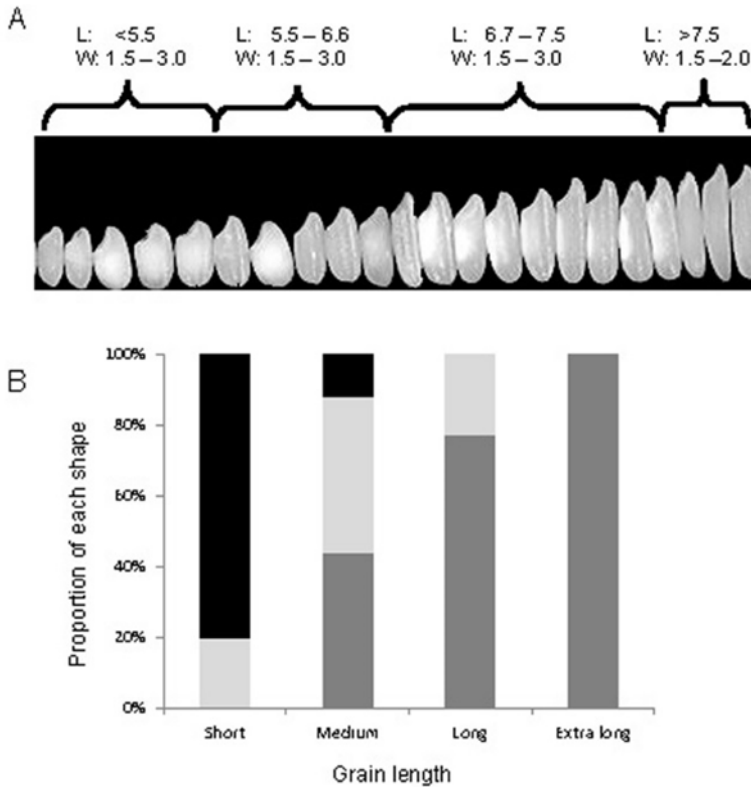 A
L: <5.5
W: 1.5 – 3.0
L: 5.5 – 6.6
W: 1.5 – 3.0
L: 6.7 – 7.5
W: 1.5 – 3.0
L: >7.5
W: 1.5 –2.0
B
Proportion of each shape
100%
80%
60%
40%
20%
0%
Short
Medium
Long
Extra long
Grain length